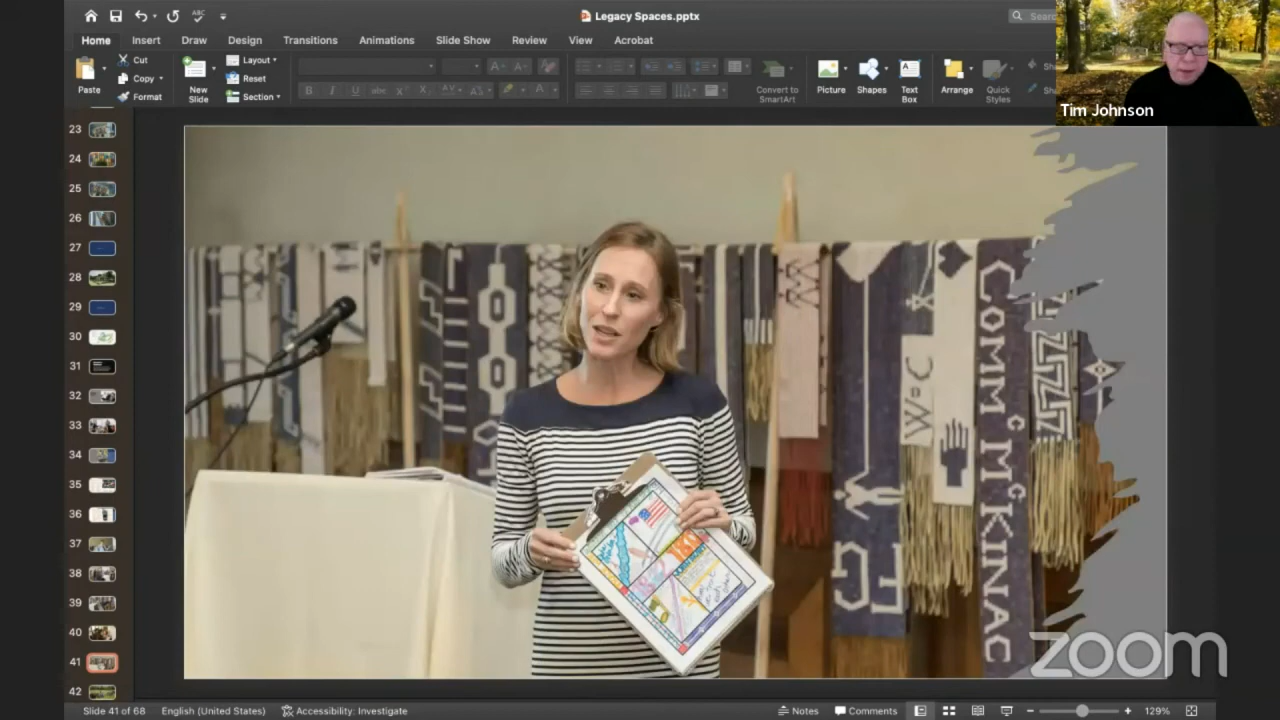 Legacy Spaces.pptx
Home Insert Draw Design Transitions Animations Slide Show Review View Acrobat
Paste
Cut
Copy
Format
New
Slide
Layout
Reset
Section
Convert to
SmartArt
Picture
Shapes
Text
Box
Arrange
Quick
Styles
Tim Johnson
23
24
25
26
27
28
29
30
31
32
33
34
35
36
37
38
39
40
41
42
COMM
c
McKINAC
W=C
zoom
Slide 41 of 68 English (United States) Accessibility: Investigate Notes Comments 129%